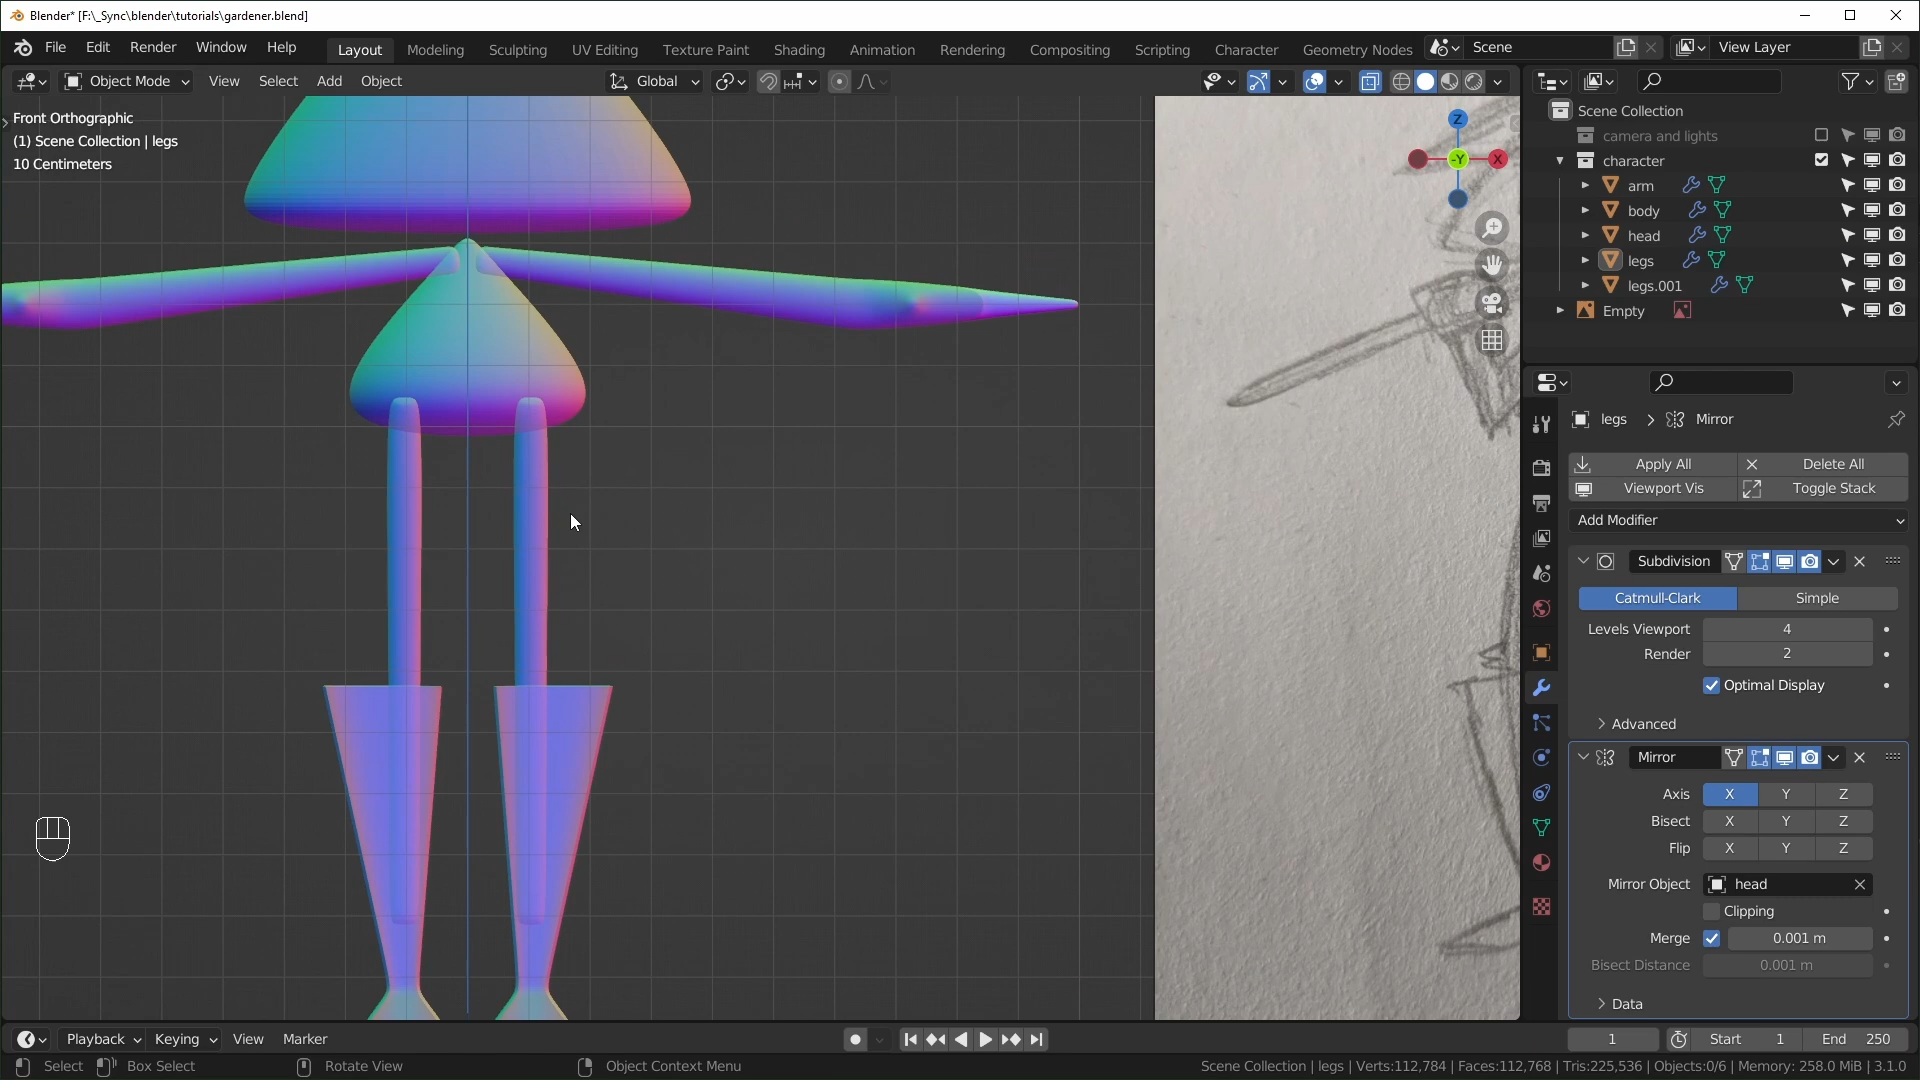 Blender* [F:\_Sync\blender\tutorials\gardener.blend]
File Edit Render Window Help
Layout Modeling Sculpting UV Editing Texture Paint Shading Animation Rendering Compositing Scripting Character Geometry Nodes
Scene
View Layer
Object Mode View Select Add Object
Global
Front Orthographic
(1) Scene Collection | legs
10 Centimeters
Z
-Y
X
Scene Collection
camera and lights
character
arm
body
head
legs
legs.001
Empty
legs > Mirror
Apply All Delete All
Viewport Vis Toggle Stack
Add Modifier
Subdivision
Catmull-Clark Simple
Levels Viewport 4
Render 2
Optimal Display
Advanced
Mirror
Axis X Y Z
Bisect X Y Z
Flip X Y Z
Mirror Object head
Clipping
Merge 0.001 m
Bisect Distance 0.001 m
Data
Playback Keying View Marker
1 Start 1 End 250
Select Box Select Rotate View Object Context Menu
Scene Collection | legs | Verts:112,784 | Faces:112,768 | Tris:225,536 | Objects:0/6 | Memory: 258.0 MiB | 3.1.0